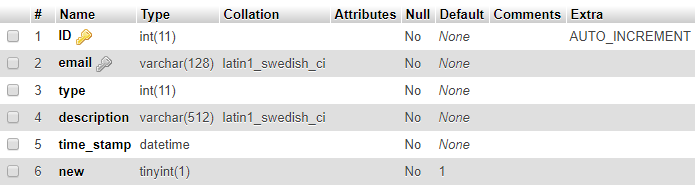 # Name Type Collation Attributes Null Default Comments Extra
1 ID int(11) No None AUTO_INCREMENT
2 email varchar(128) latin1_swedish_ci No None
3 type int(11) No None
4 description varchar(512) latin1_swedish_ci No None
5 time_stamp datetime No None
6 new tinyint(1) No 1